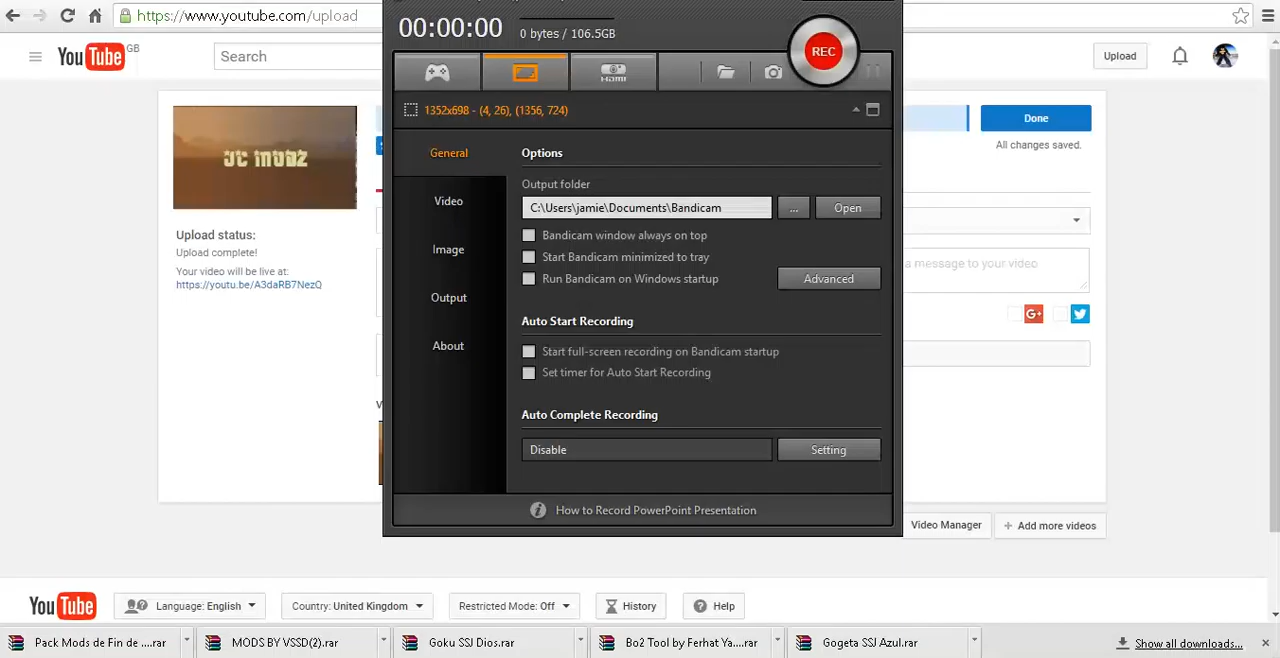 https://www.youtube.com/upload
00:00:00
0 bytes / 106.5GB
REC
YouTube GB
Search
Upload
HDMI
1352x698 - (4, 26), (1356, 724)
Done
All changes saved.
JC MODZ
General
Video
Image
Output
About
Options
Output folder
C:\Users\jamie\Documents\Bandicam
...
Open
Bandicam window always on top
Start Bandicam minimized to tray
Run Bandicam on Windows startup
Advanced
Auto Start Recording
Start full-screen recording on Bandicam startup
Set timer for Auto Start Recording
Auto Complete Recording
Disable
Setting
How to Record PowerPoint Presentation
Upload status:
Upload complete!
Your video will be live at:
https://youtu.be/A3daRB7NezQ
a message to your video
G+
Video Manager
+ Add more videos
YouTube
Language: English
Country: United Kingdom
Restricted Mode: Off
History
Help
Pack Mods de Fin de ....rar
MODS BY VSSD(2).rar
Goku SSJ Dios.rar
Bo2 Tool by Ferhat Ya....rar
Gogeta SSJ Azul.rar
Show all downloads...